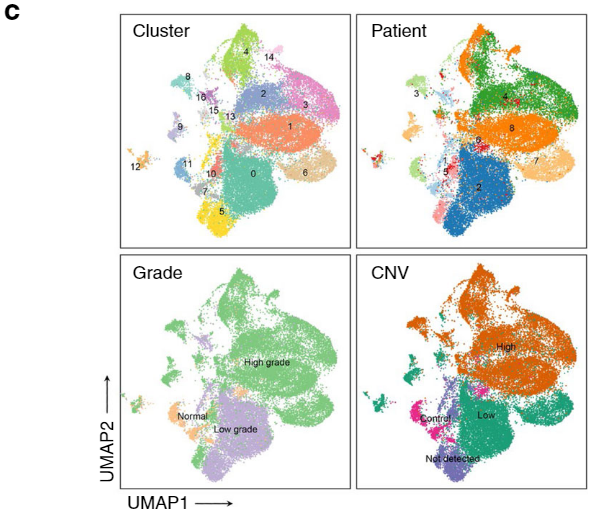 C
Cluster
4
14
8
2
16
3
15
13
9
1
12
11
10
0
6
7
5
Patient
3
4
8
6
1
5
7
2
Grade
High grade
Normal
Low grade
CNV
High
Control
Low
Not detected
UMAP2
UMAP1